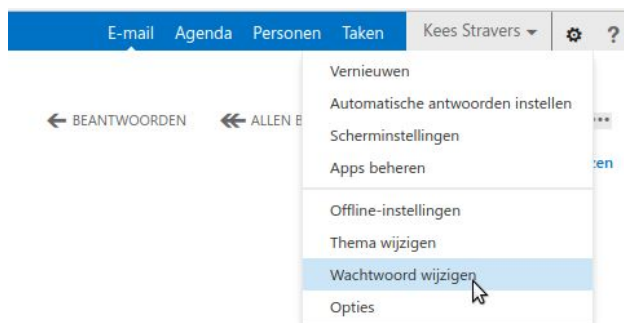 E-mail Agenda Personen Taken Kees Stravers ?
Vernieuwen
Automatische antwoorden instellen
BEANTWOORDEN ALLEN B
Scherminstellingen
Apps beheren
zen
Offline-instellingen
Thema wijzigen
Wachtwoord wijzigen
Opties